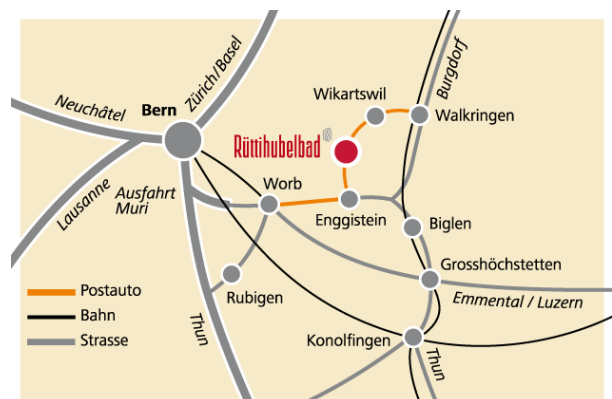 Zürich/Basel
Burgdorf
Neuchâtel
Bern
Wikartswil
Walkringen
Rüttihubelbad
Lausanne
Ausfahrt
Muri
Worb
Enggistein
Biglen
Grosshöchstetten
Rubigen
Emmental / Luzern
Postauto
Bahn
Strasse
Thun
Konolfingen
Thun